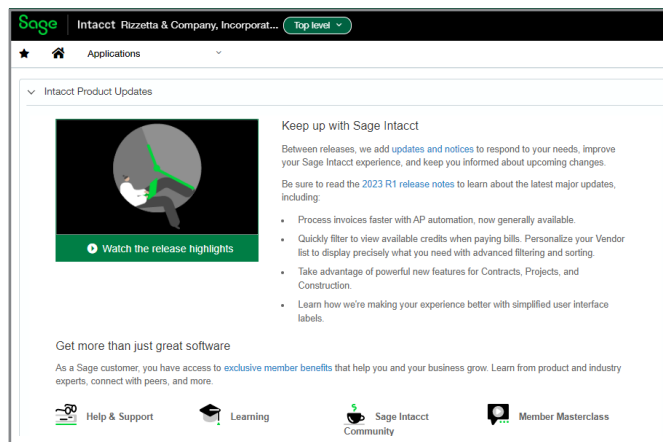 Sage Intacct Rizzetta & Company, Incorporat... Top level
Applications
Intacct Product Updates
Keep up with Sage Intacct
Between releases, we add updates and notices to respond to your needs, improve
your Sage Intacct experience, and keep you informed about upcoming changes.
Be sure to read the 2023 R1 release notes to learn about the latest major updates,
including:
• Process invoices faster with AP automation, now generally available.
• Quickly filter to view available credits when paying bills. Personalize your Vendor
list to display precisely what you need with advanced filtering and sorting.
• Take advantage of powerful new features for Contracts, Projects, and
Construction.
• Learn how we're making your experience better with simplified user interface
labels.
Watch the release highlights
Get more than just great software
As a Sage customer, you have access to exclusive member benefits that help you and your business grow. Learn from product and industry
experts, connect with peers, and more.
Help & Support Learning Sage Intacct Member Masterclass
Community